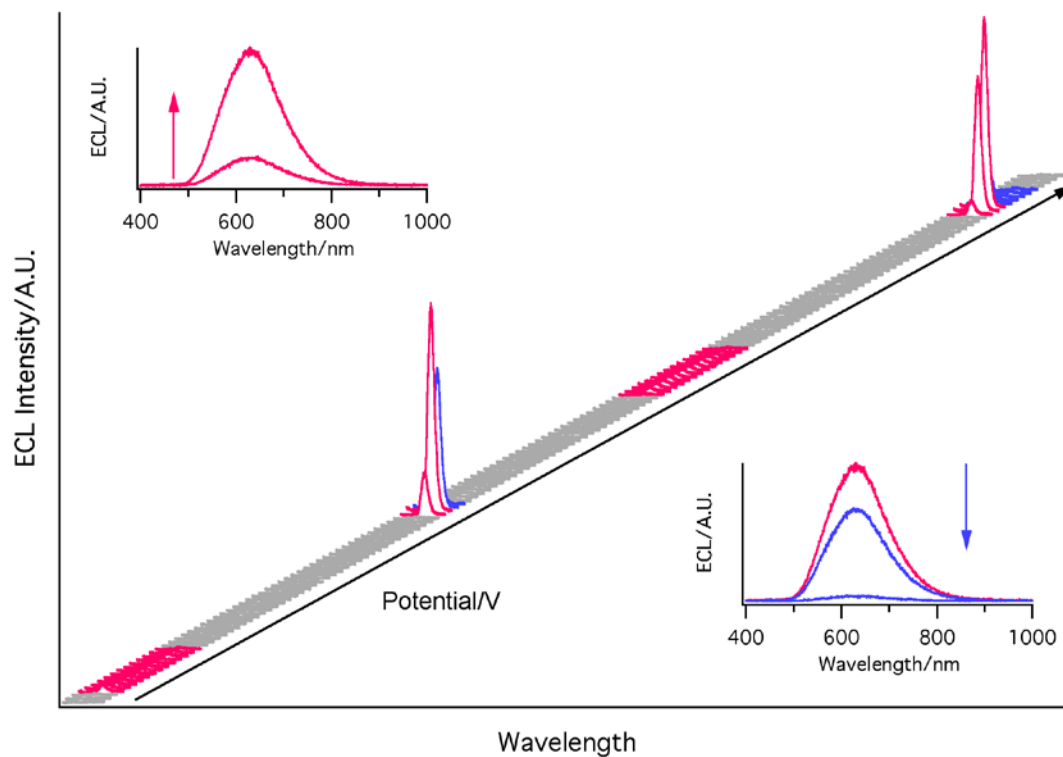 ECL/A.U.
400 600 800 1000
Wavelength/nm
ECL Intensity/A.U.
Potential/V
ECL/A.U.
400 600 800 1000
Wavelength/nm
Wavelength